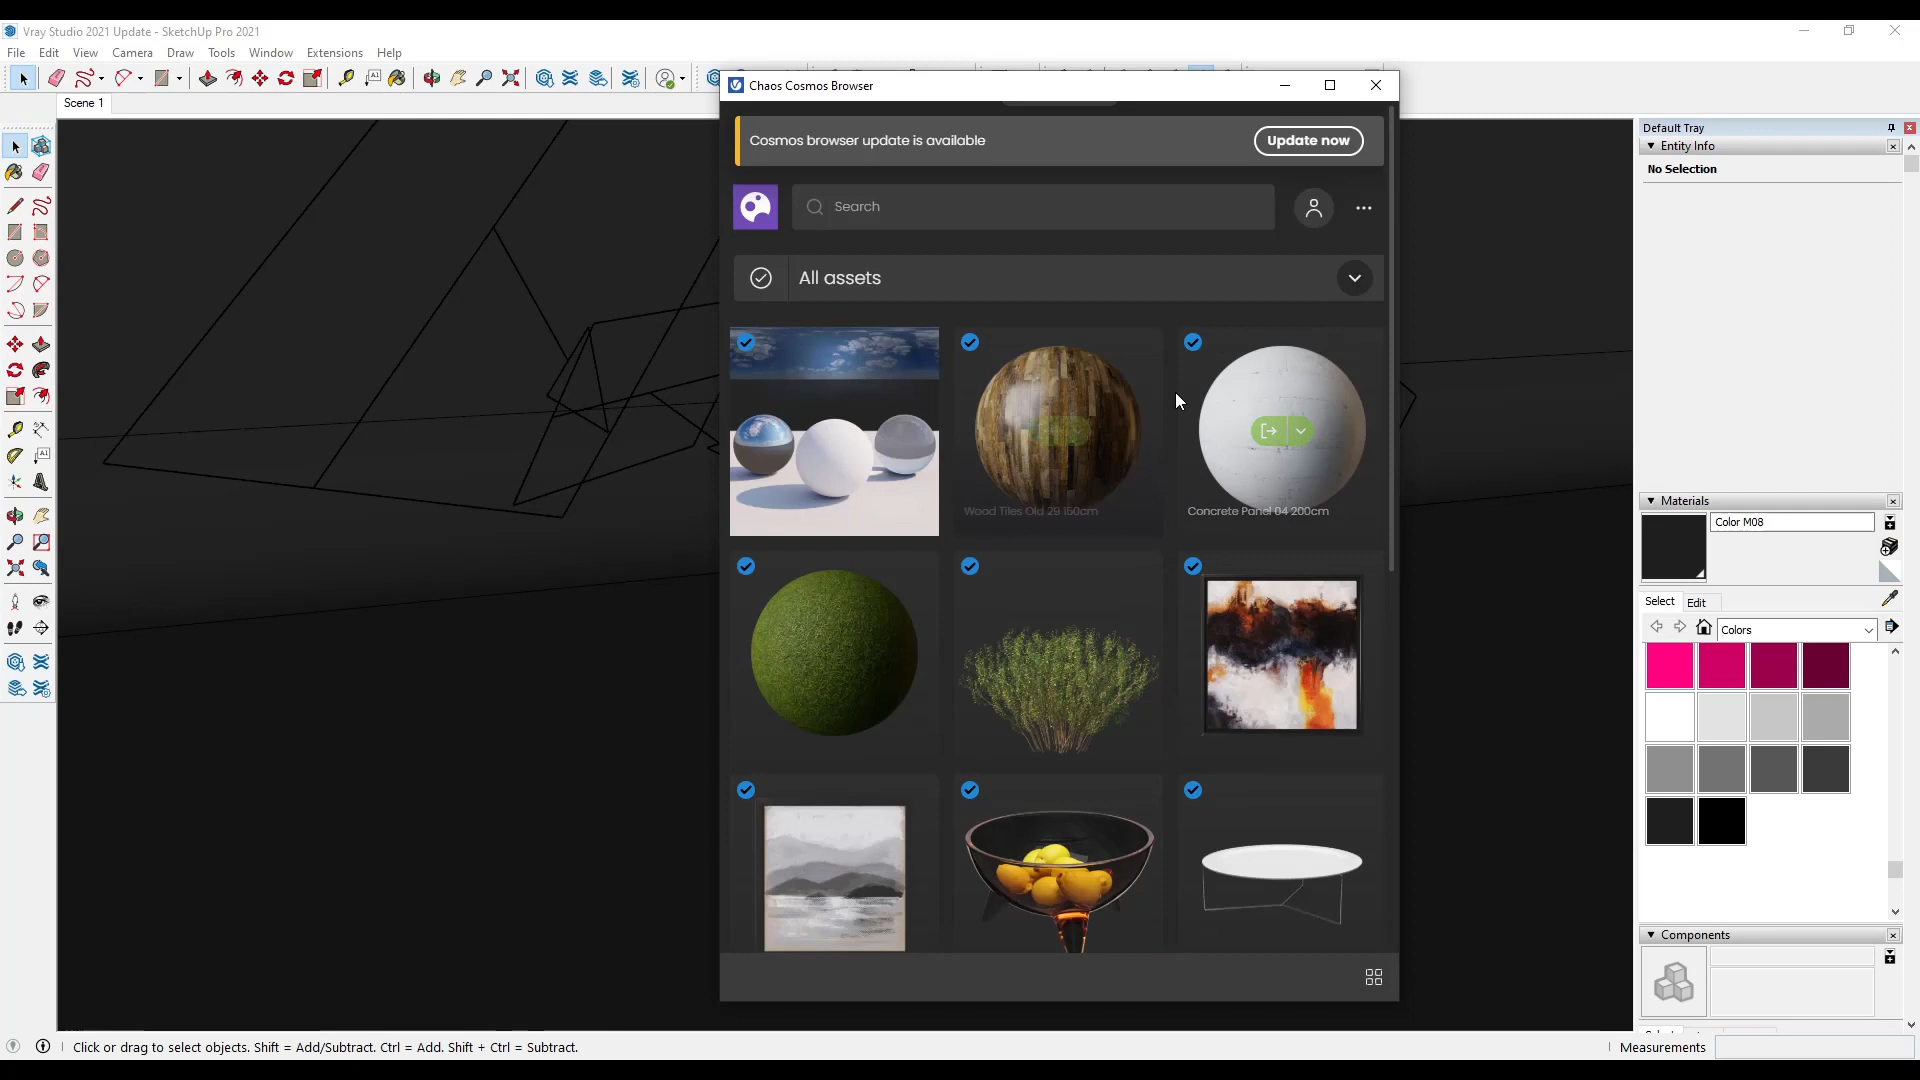 Vray Studio 2021 Update - SketchUp Pro 2021
File Edit View Camera Draw Tools Window Extensions Help
Scene 1
Chaos Cosmos Browser
Cosmos browser update is available
Update now
Search
All assets
Wood Tiles Old 29 150cm
Concrete Panel 04 200cm
Default Tray
Entity Info
No Selection
Materials
Color M08
Select Edit
Colors
Components
Click or drag to select objects. Shift = Add/Subtract. Ctrl = Add. Shift + Ctrl = Subtract.
Measurements